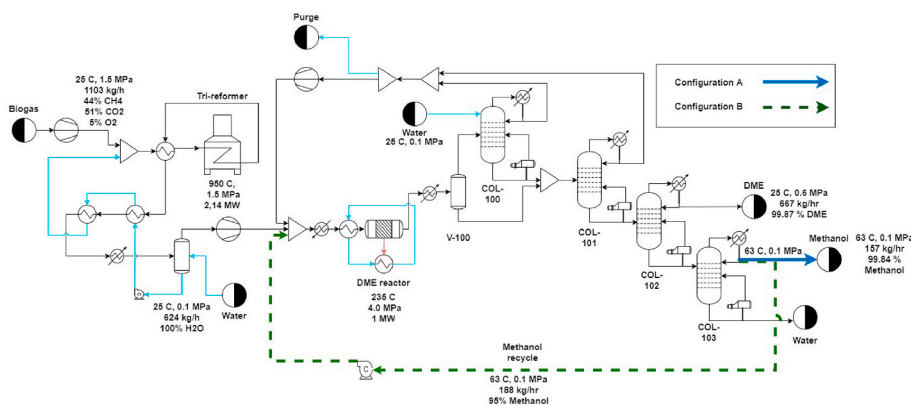 Purge
25 C, 1.5 MPa
1103 kg/h
44% CH4
51% CO2
5% O2
Biogas
Tri-reformer
950 C,
1.5 MPa
2,14 MW
Water
25 C, 0.1 MPa
COL-
100
V-100
COL-
101
COL-
102
COL-
103
Configuration A
Configuration B
DME
25 C, 0.6 MPa
667 kg/hr
99.87 % DME
63 C, 0.1 MPa
Methanol
63 C, 0.1 MPa
157 kg/hr
99.84 %
Methanol
Water
DME reactor
235 C
4.0 MPa
1 MW
25 C, 0.1 MPa
624 kg/h
100% H2O
Water
C
Methanol
recycle
63 C, 0.1 MPa
188 kg/hr
95% Methanol